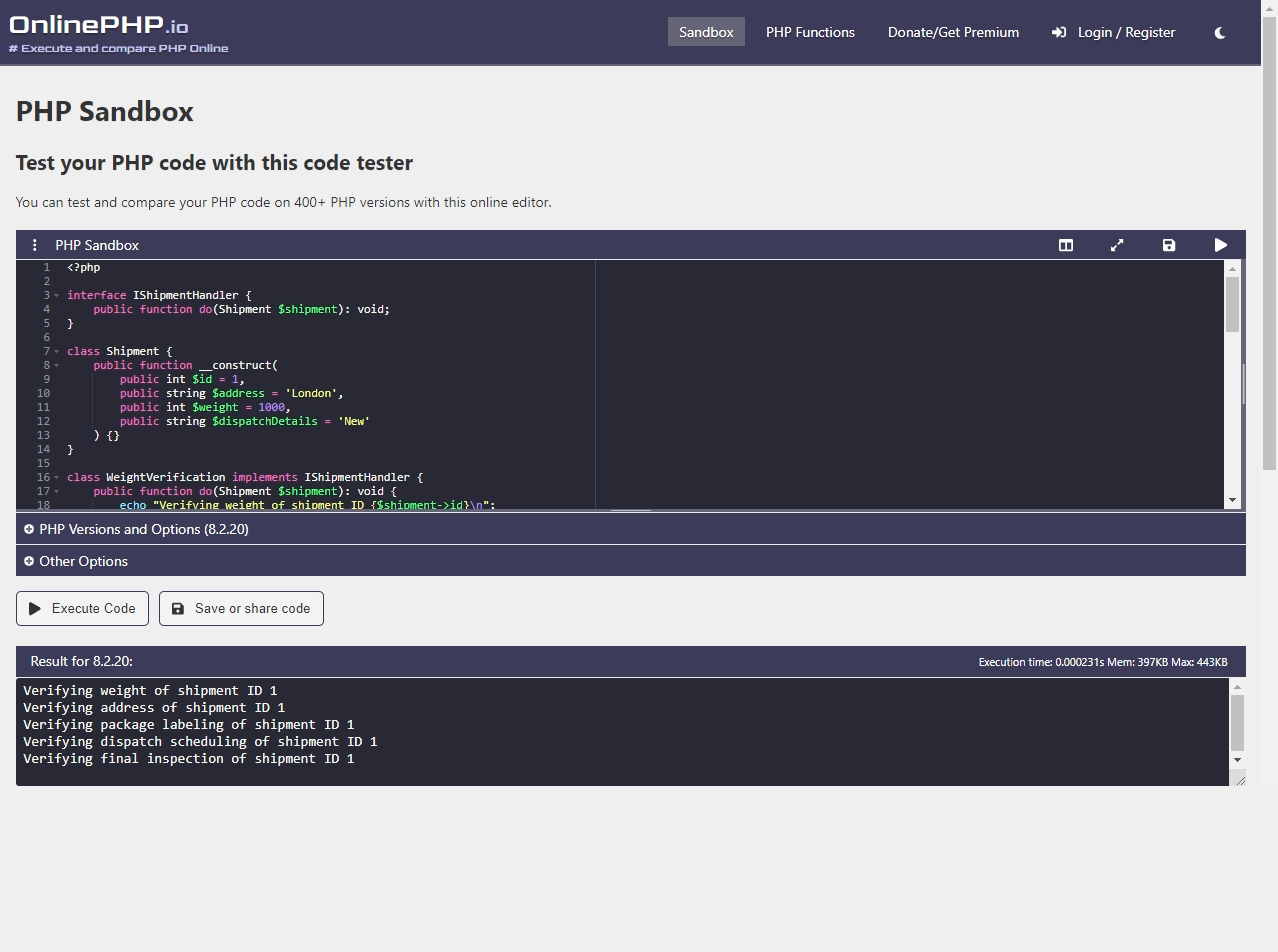 OnlinePHP.io
# Execute and compare PHP Online
Sandbox PHP Functions Donate/Get Premium Login / Register
PHP Sandbox
Test your PHP code with this code tester
You can test and compare your PHP code on 400+ PHP versions with this online editor.
PHP Sandbox
1 <?php
2
3 interface IShipmentHandler {
4     public function do(Shipment $shipment): void;
5 }
6
7 class Shipment {
8     public function __construct(
9         public int $id = 1,
10         public string $address = 'London',
11         public int $weight = 1000,
12         public string $dispatchDetails = 'New'
13     ) {}
14 }
15
16 class WeightVerification implements IShipmentHandler {
17     public function do(Shipment $shipment): void {
18         echo "Verifying weight of shipment ID {$shipment->id}\n";
PHP Versions and Options (8.2.20)
Other Options
Execute Code Save or share code
Result for 8.2.20: Execution time: 0.000231s Mem: 397KB Max: 443KB
Verifying weight of shipment ID 1
Verifying address of shipment ID 1
Verifying package labeling of shipment ID 1
Verifying dispatch scheduling of shipment ID 1
Verifying final inspection of shipment ID 1